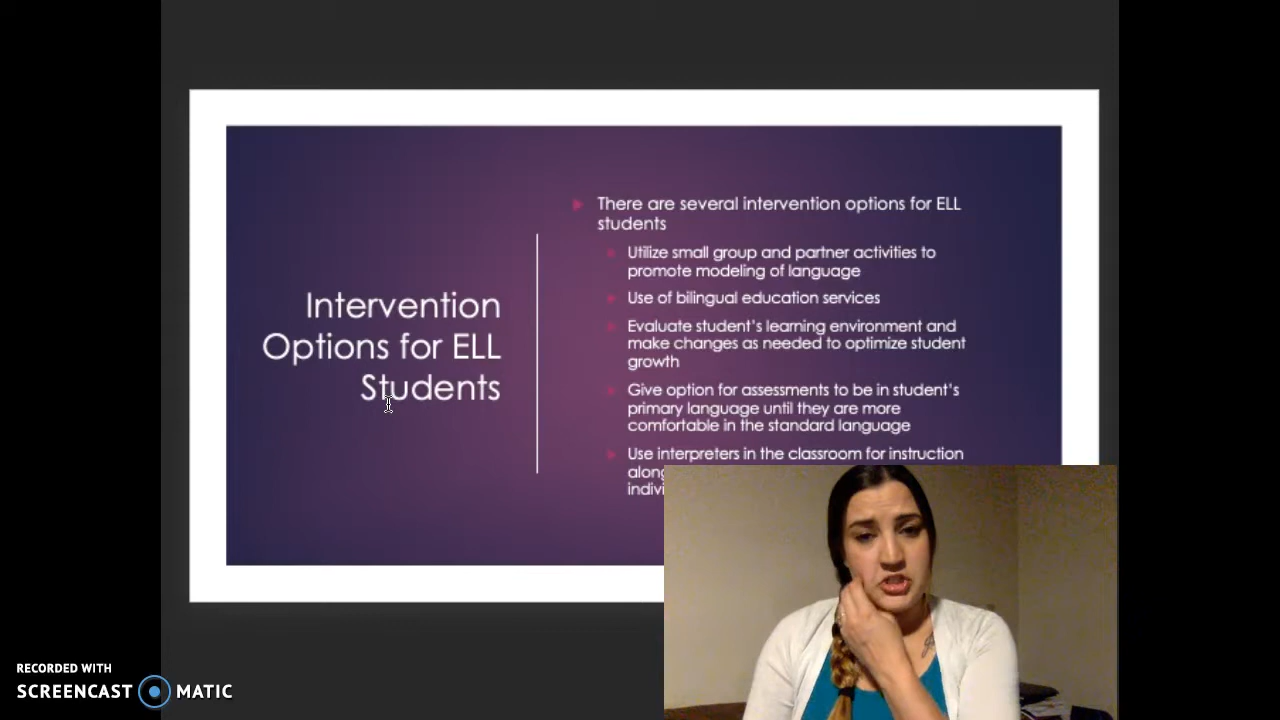 Intervention
Options for ELL
Students
There are several intervention options for ELL
students
Utilize small group and partner activities to
promote modeling of language
Use of bilingual education services
Evaluate student's learning environment and
make changes as needed to optimize student
growth
Give option for assessments to be in student's
primary language until they are more
comfortable in the standard language
Use interpreters in the classroom for instruction
RECORDED WITH
SCREENCAST MATIC